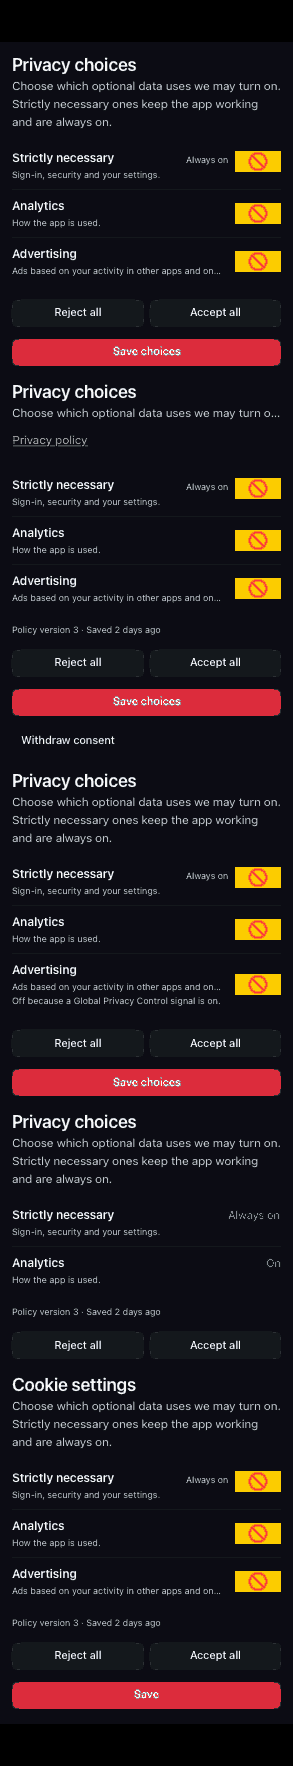 Privacy choices
Choose which optional data uses we may turn on.
Strictly necessary ones keep the app working
and are always on.
Strictly necessary
Always on
Sign-in, security and your settings.
Analytics
How the app is used.
Advertising
Ads based on your activity in other apps and on...
Reject all
Accept all
Save choices
Privacy choices
Choose which optional data uses we may turn o...
Privacy policy
Strictly necessary
Always on
Sign-in, security and your settings.
Analytics
How the app is used.
Advertising
Ads based on your activity in other apps and on...
Policy version 3 · Saved 2 days ago
Reject all
Accept all
Save choices
Withdraw consent
Privacy choices
Choose which optional data uses we may turn on.
Strictly necessary ones keep the app working
and are always on.
Strictly necessary
Always on
Sign-in, security and your settings.
Analytics
How the app is used.
Advertising
Ads based on your activity in other apps and on...
Off because a Global Privacy Control signal is on.
Reject all
Accept all
Save choices
Privacy choices
Choose which optional data uses we may turn on.
Strictly necessary ones keep the app working
and are always on.
Strictly necessary
Always on
Sign-in, security and your settings.
Analytics
On
How the app is used.
Policy version 3 · Saved 2 days ago
Reject all
Accept all
Cookie settings
Choose which optional data uses we may turn on.
Strictly necessary ones keep the app working
and are always on.
Strictly necessary
Always on
Sign-in, security and your settings.
Analytics
How the app is used.
Advertising
Ads based on your activity in other apps and on...
Policy version 3 · Saved 2 days ago
Reject all
Accept all
Save